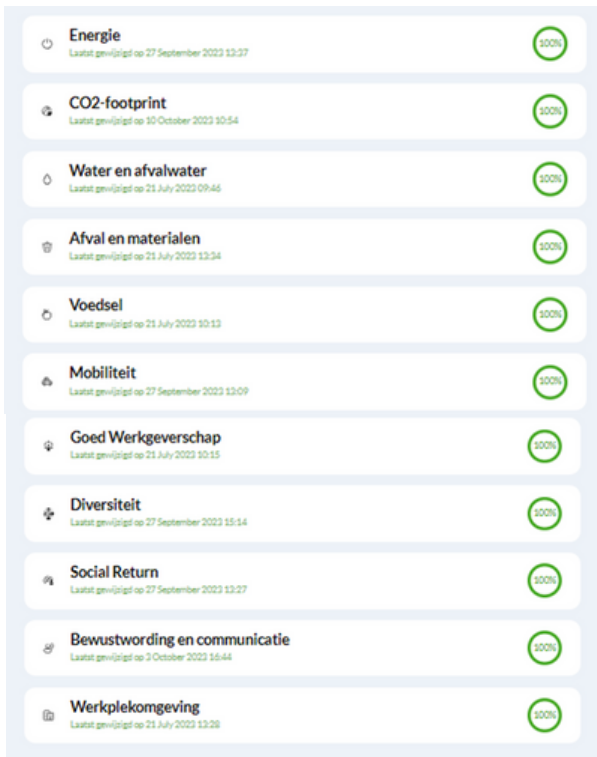 Energie
Laatst gewijzigd op 27 September 2023 13:37
100%
CO2-footprint
Laatst gewijzigd op 10 October 2023 10:54
100%
Water en afvalwater
Laatst gewijzigd op 21 July 2023 09:46
100%
Afval en materialen
Laatst gewijzigd op 21 July 2023 13:34
100%
Voedsel
Laatst gewijzigd op 21 July 2023 10:13
100%
Mobiliteit
Laatst gewijzigd op 27 September 2023 13:09
100%
Goed Werkgeverschap
Laatst gewijzigd op 21 July 2023 10:15
100%
Diversiteit
Laatst gewijzigd op 27 September 2023 15:14
100%
Social Return
Laatst gewijzigd op 27 September 2023 13:27
100%
Bewustwording en communicatie
Laatst gewijzigd op 3 October 2023 16:44
100%
Werkplekomgeving
Laatst gewijzigd op 21 July 2023 13:28
100%